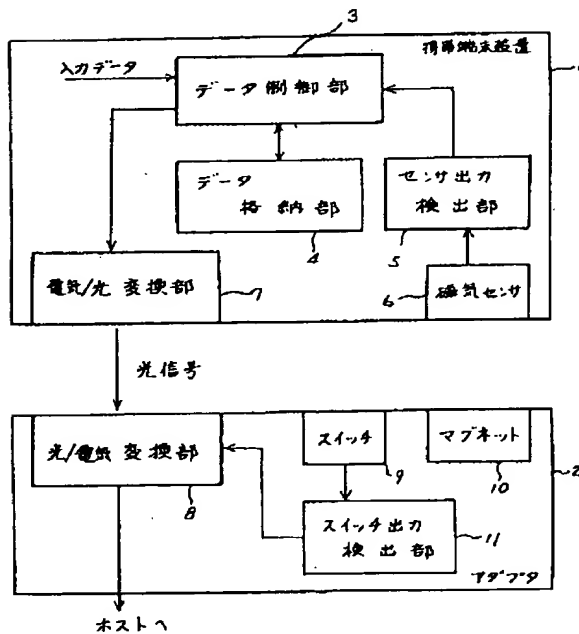 3
携帯端末装置
1
入力データ
データ制御部
データ
格納部
4
センサ出力
検出部
5
電気/光 変換部
7
6
磁気センサ
光信号
光/電気 変換部
8
スイッチ
9
マグネット
10
2
スイッチ出力
検出部
11
アダプタ
ホストへ